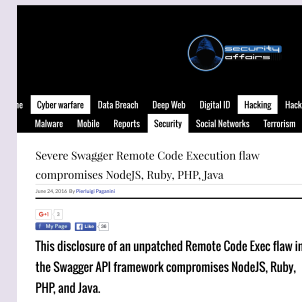 security
affairs
Cyber warfare Data Breach Deep Web Digital ID Hacking
Malware Mobile Reports Security Social Networks Terrorism
Severe Swagger Remote Code Execution flaw
compromises NodeJS, Ruby, PHP, Java
June 24, 2016 By Pierluigi Paganini
G+1 3
f My Page Like 38
This disclosure of an unpatched Remote Code Exec flaw in
the Swagger API framework compromises NodeJS, Ruby,
PHP, and Java.